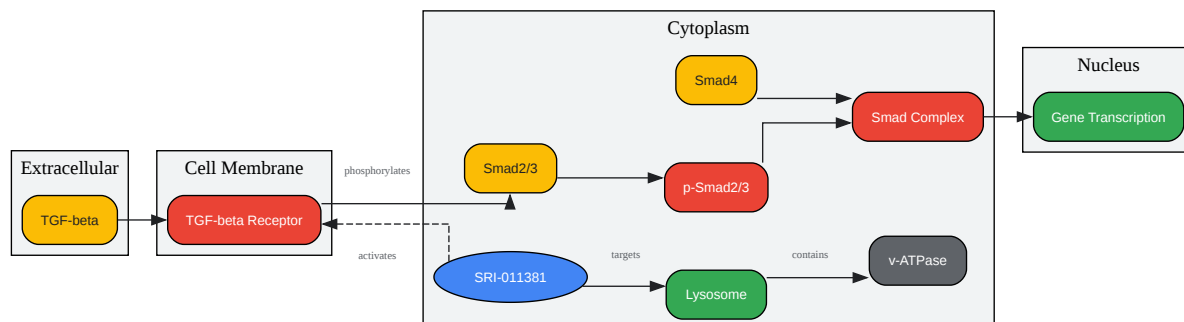 Cytoplasm
Nucleus
Smad4
Smad Complex
Gene Transcription
Extracellular
Cell Membrane
phosphorylates
Smad2/3
p-Smad2/3
TGF-beta
TGF-beta Receptor
activates
targets
contains
v-ATPase
SRI-011381
Lysosome